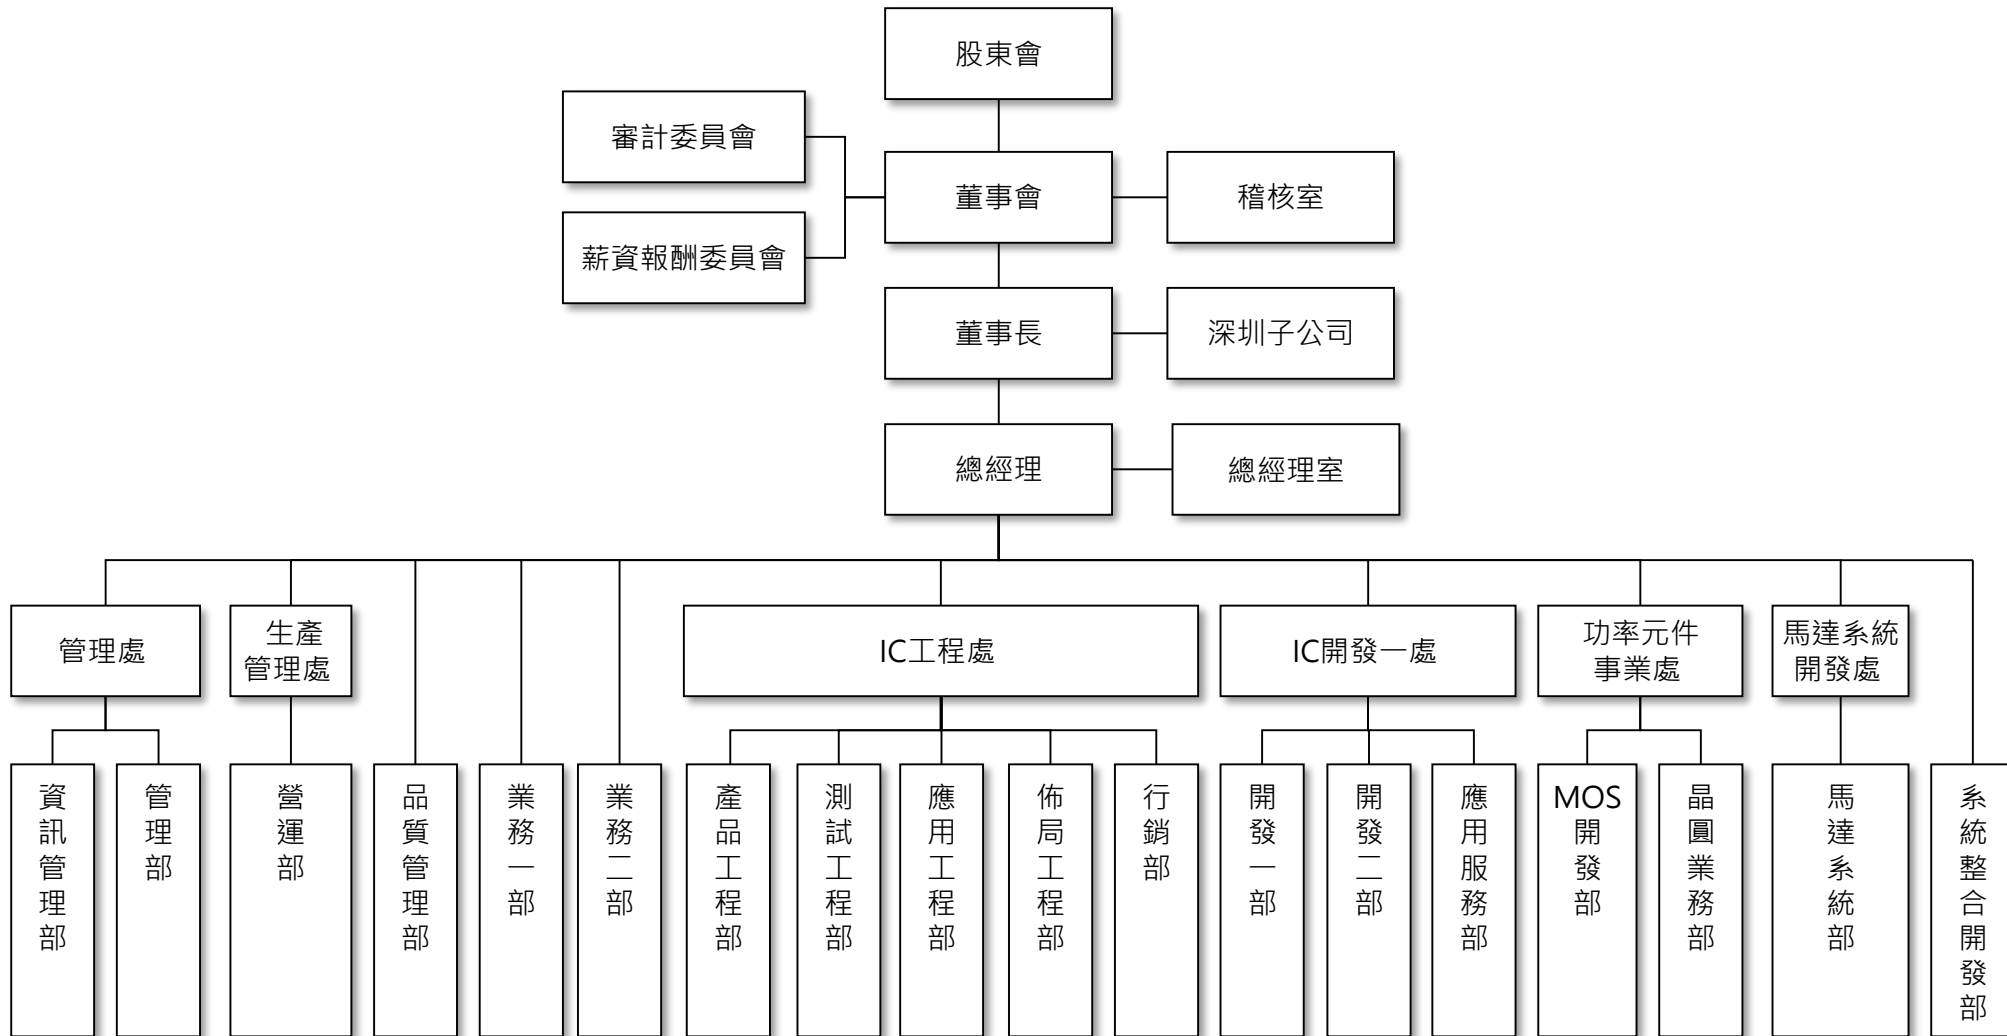 股東會
審計委員會
董事會
稽核室
薪資報酬委員會
董事長
深圳子公司
總經理
總經理室
管理處
生產
管理處
IC工程處
IC開發一處
功率元件
事業處
馬達系統
開發處
資訊管理部
管理部
營運部
品質管理部
業務一部
業務二部
產品工程部
測試工程部
應用工程部
佈局工程部
行銷部
開發一部
開發二部
應用服務部
MOS
開發部
晶圓業務部
馬達系統部
系統整合開發部